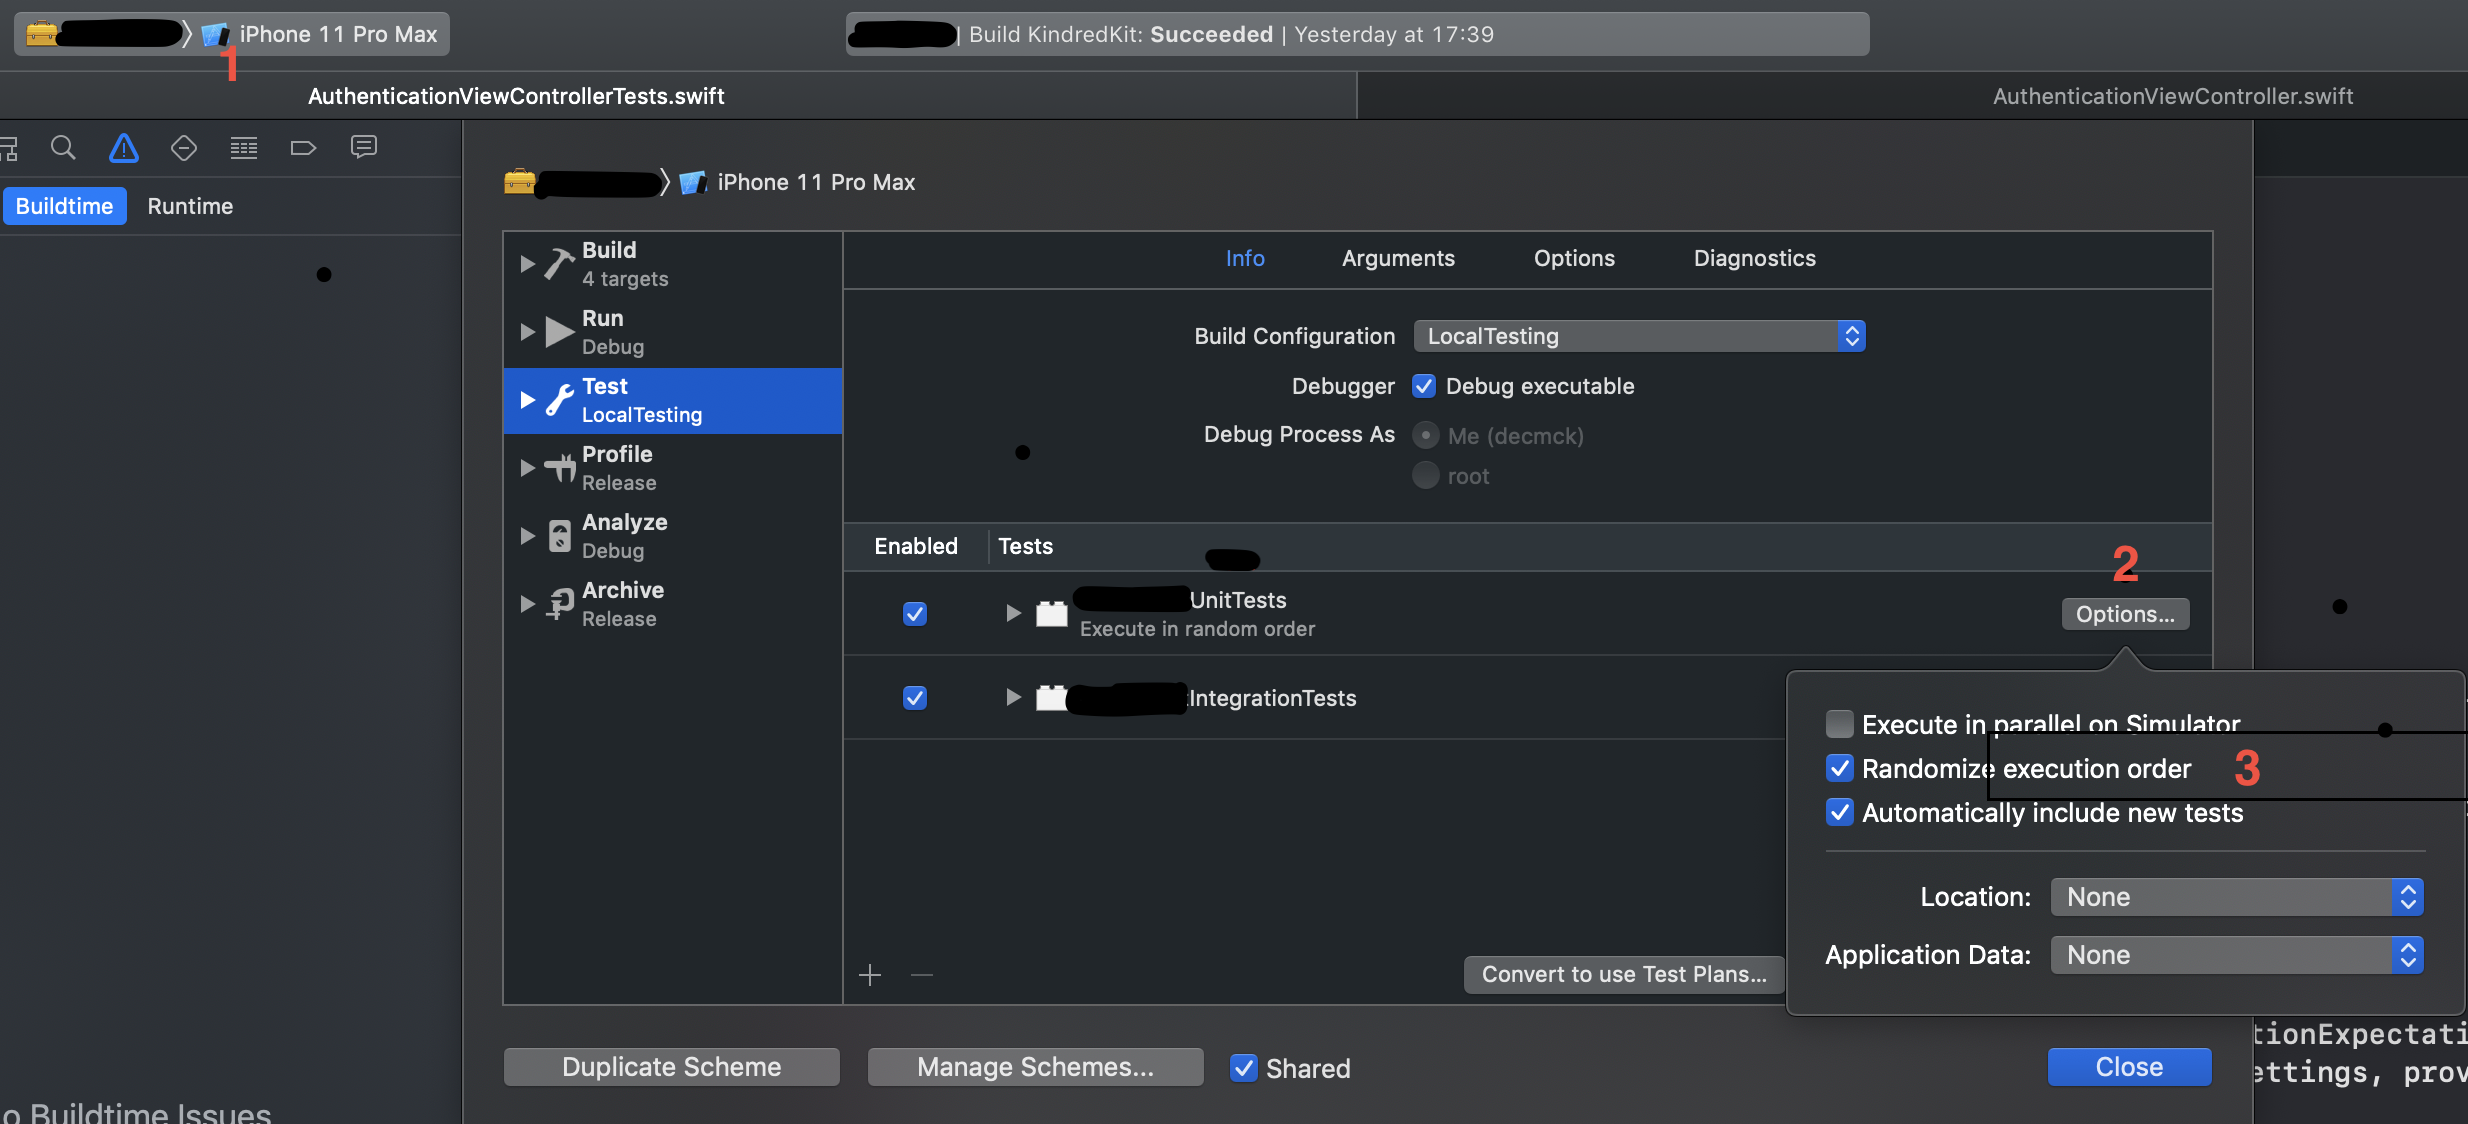 iPhone 11 Pro Max
| Build KindredKit: Succeeded | Yesterday at 17:39
1
AuthenticationViewControllerTests.swift
AuthenticationViewController.swift
Buildtime Runtime
iPhone 11 Pro Max
Build
4 targets
Run
Debug
Test
LocalTesting
Profile
Release
Analyze
Debug
Archive
Release
Info Arguments Options Diagnostics
Build Configuration LocalTesting
Debugger Debug executable
Debug Process As Me (decmck)
root
Enabled Tests
2
UnitTests
Execute in random order
Options...
IntegrationTests
Execute in parallel on Simulator
Randomize execution order 3
Automatically include new tests
Location: None
Application Data: None
Convert to use Test Plans...
Duplicate Scheme Manage Schemes... Shared Close
tionExpectati
ettings, prov
o Buildtime Issues